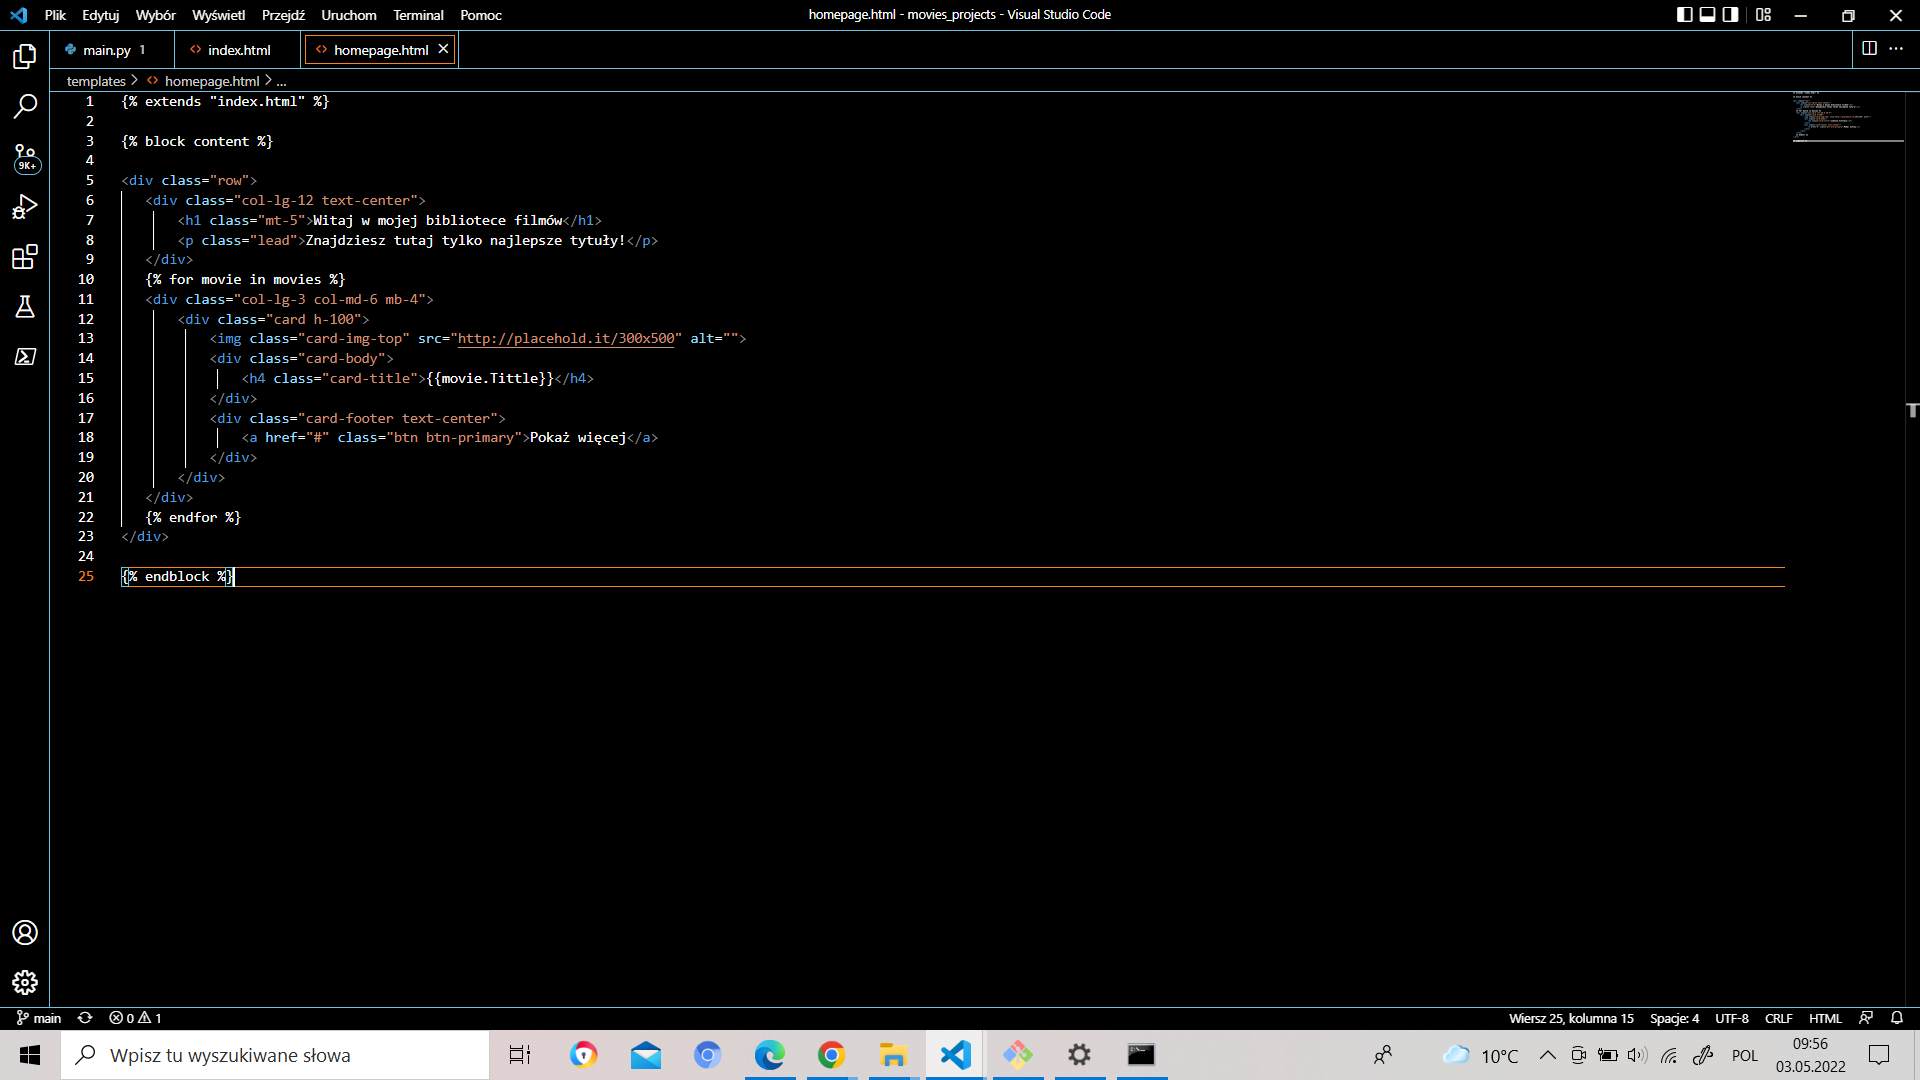 Plik Edytuj Wybór Wyświetl Przejdź Uruchom Terminal Pomoc homepage.html - movies_projects - Visual Studio Code
main.py 1 index.html homepage.html
templates > homepage.html > ...
1 {% extends "index.html" %}
2
3 {% block content %}
4
5 <div class="row">
6 <div class="col-lg-12 text-center">
7 <h1 class="mt-5">Witaj w mojej bibliotece filmów</h1>
8 <p class="lead">Znajdziesz tutaj tylko najlepsze tytuły!</p>
9 </div>
10 {% for movie in movies %}
11 <div class="col-lg-3 col-md-6 mb-4">
12 <div class="card h-100">
13 <img class="card-img-top" src="http://placehold.it/300x500" alt="">
14 <div class="card-body">
15 <h4 class="card-title">{{movie.Tittle}}</h4>
16 </div>
17 <div class="card-footer text-center">
18 <a href="#" class="btn btn-primary">Pokaż więcej</a>
19 </div>
20 </div>
21 </div>
22 {% endfor %}
23 </div>
24
25 {% endblock %}
9K+
main 0 1 Wiersz 25, kolumna 15 Spacje: 4 UTF-8 CRLF HTML
Wpisz tu wyszukiwane słowa 10°C POL 09:56
03.05.2022